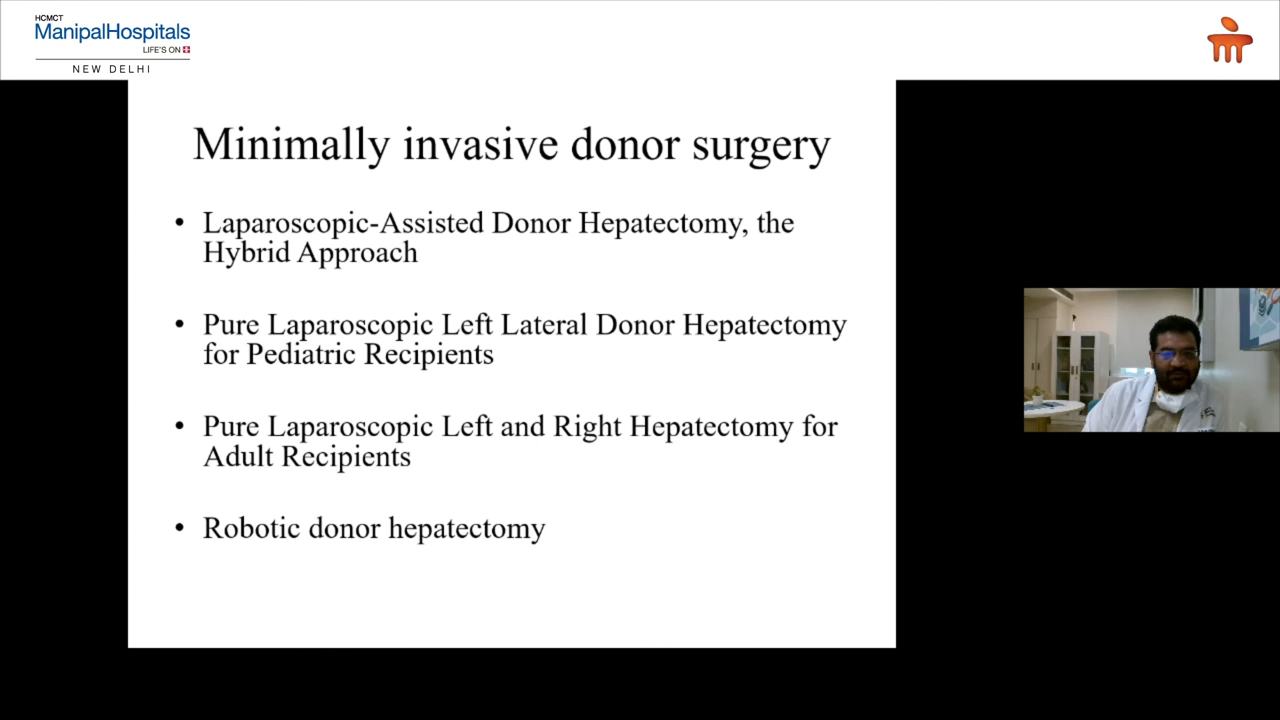 HCMCT
ManipalHospitals
LIFE'S ON
NEW DELHI
Minimally invasive donor surgery
• Laparoscopic-Assisted Donor Hepatectomy, the
Hybrid Approach
• Pure Laparoscopic Left Lateral Donor Hepatectomy
for Pediatric Recipients
• Pure Laparoscopic Left and Right Hepatectomy for
Adult Recipients
• Robotic donor hepatectomy